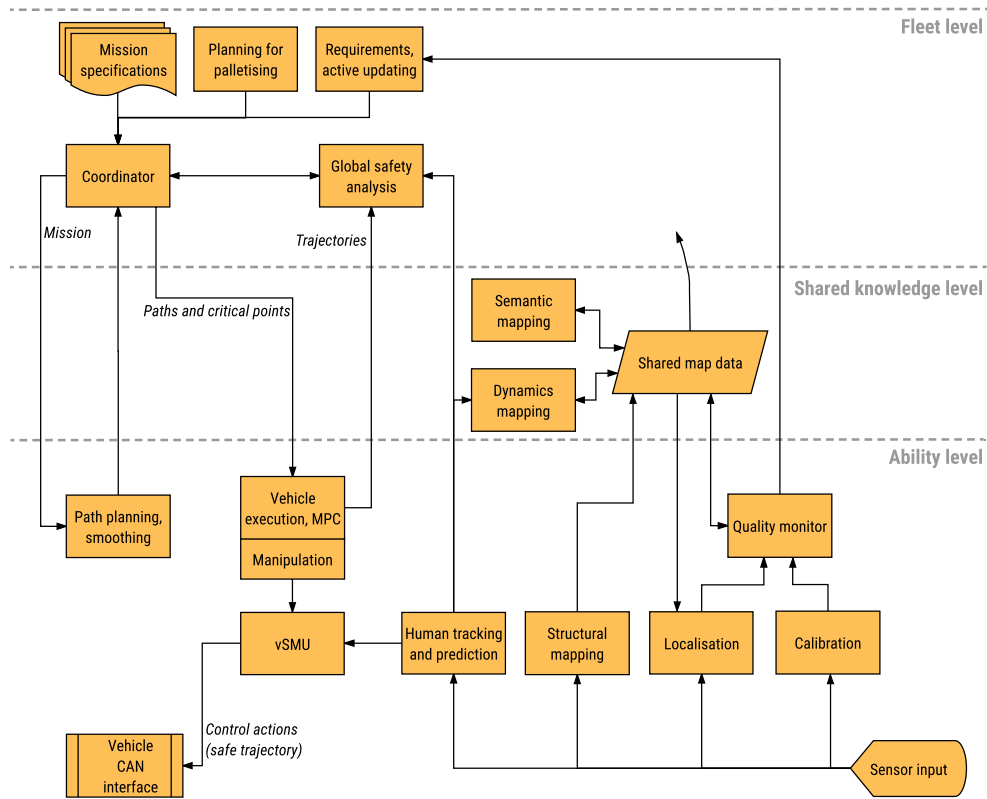 Fleet level
Mission
specifications
Planning for
palletising
Requirements,
active updating
Coordinator
Global safety
analysis
Mission
Trajectories
Shared knowledge level
Paths and critical points
Semantic
mapping
Shared map data
Dynamics
mapping
Ability level
Path planning,
smoothing
Vehicle
execution, MPC
Manipulation
Quality monitor
vSMU
Human tracking
and prediction
Structural
mapping
Localisation
Calibration
Control actions
(safe trajectory)
Vehicle
CAN
interface
Sensor input